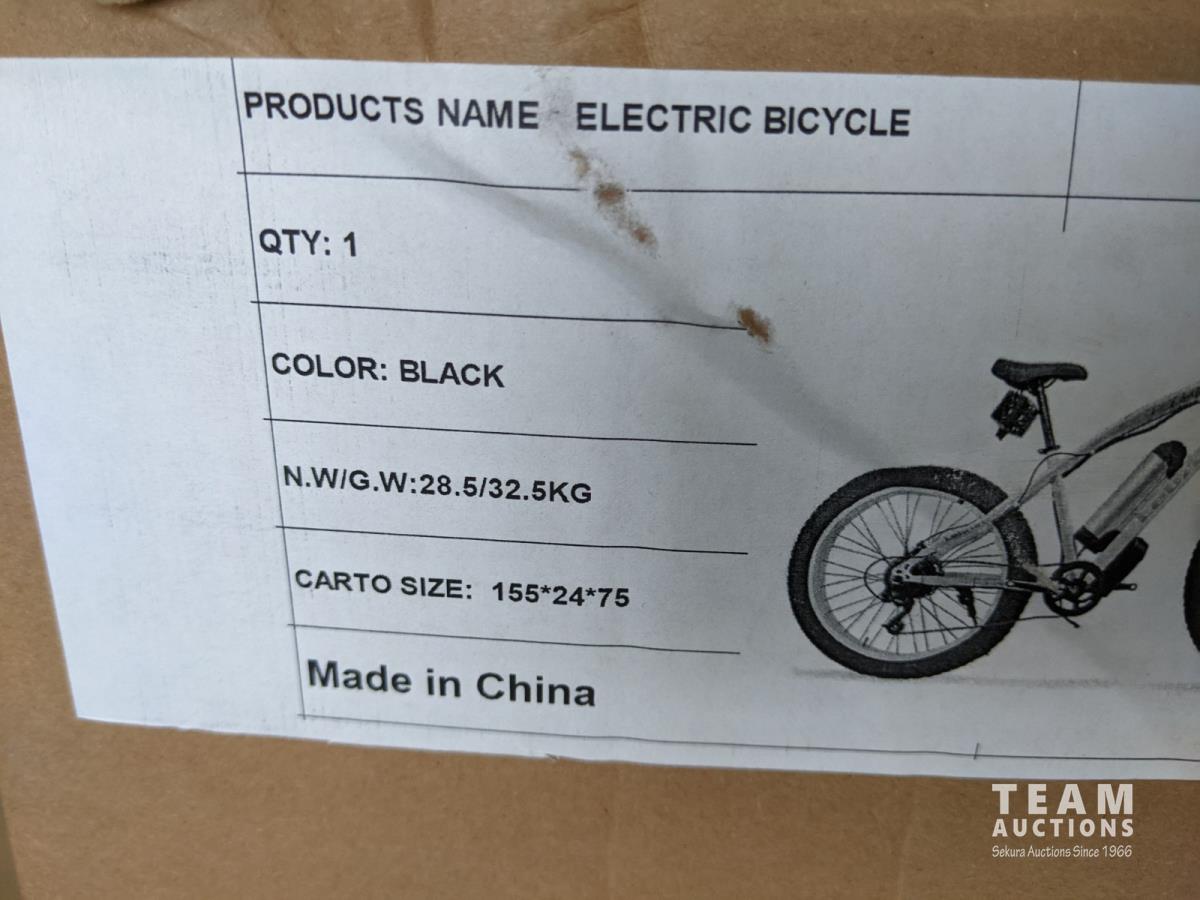 PRODUCTS NAME - ELECTRIC BICYCLE
QTY: 1
COLOR: BLACK
N.W/G.W:28.5/32.5KG
CARTO SIZE: 155*24*75
Made in China
TEAM
AUCTIONS
Sekura Auctions Since 1966